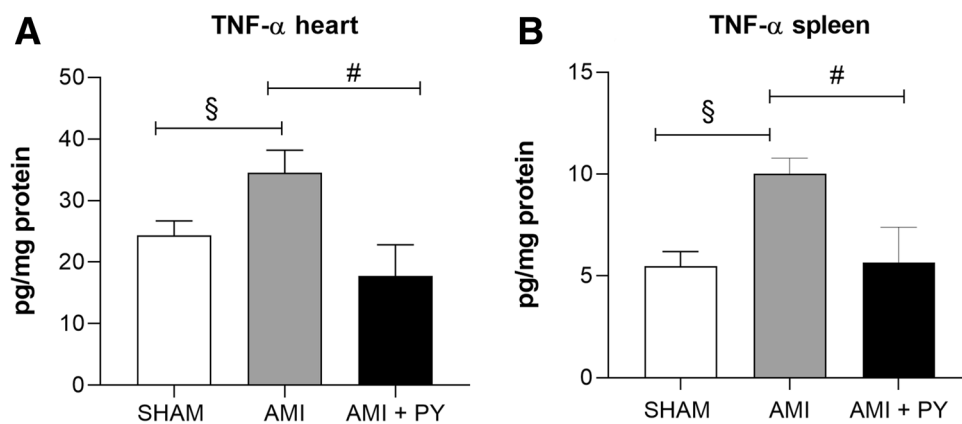 A
TNF-α heart
pg/mg protein
50
40
30
20
10
0
§
#
SHAM
AMI
AMI + PY
B
TNF-α spleen
pg/mg protein
15
10
5
0
§
#
SHAM
AMI
AMI + PY